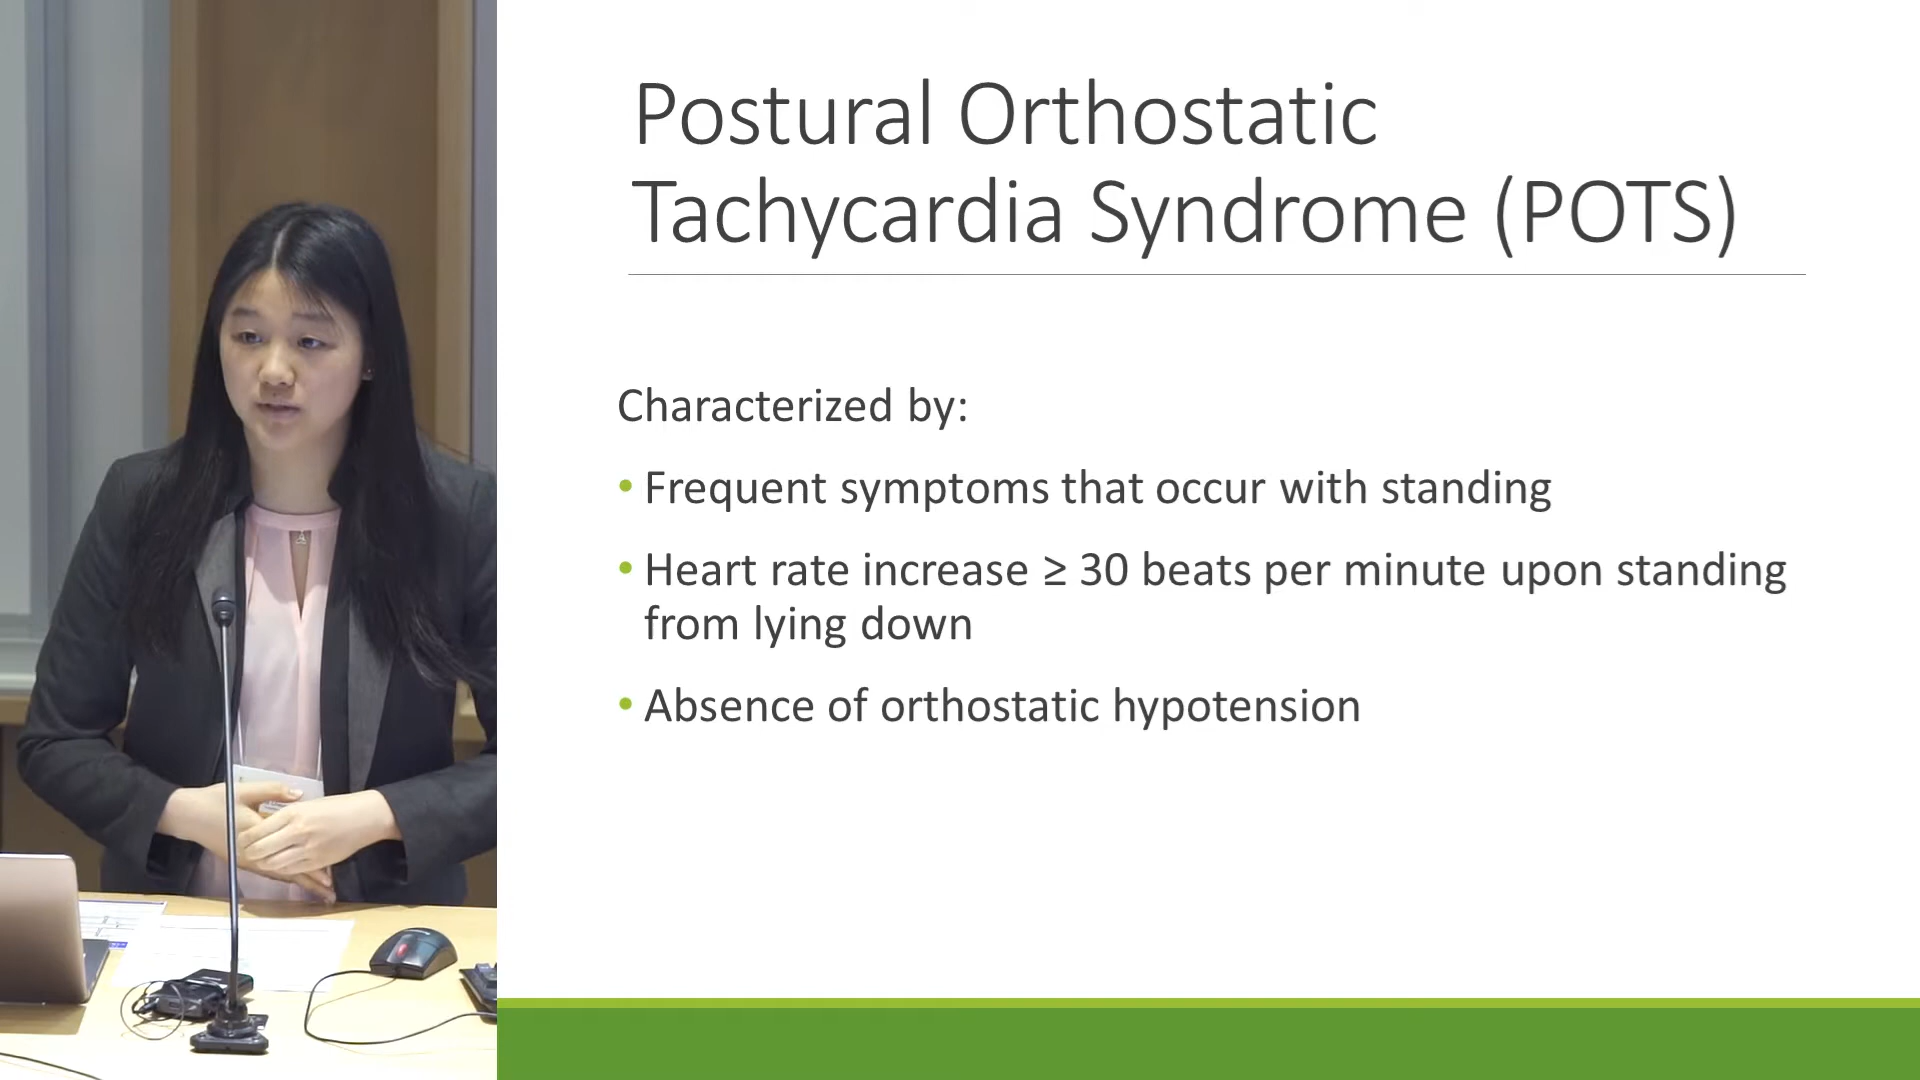 Postural Orthostatic
Tachycardia Syndrome (POTS)
Characterized by:
• Frequent symptoms that occur with standing
• Heart rate increase ≥ 30 beats per minute upon standing
from lying down
• Absence of orthostatic hypotension